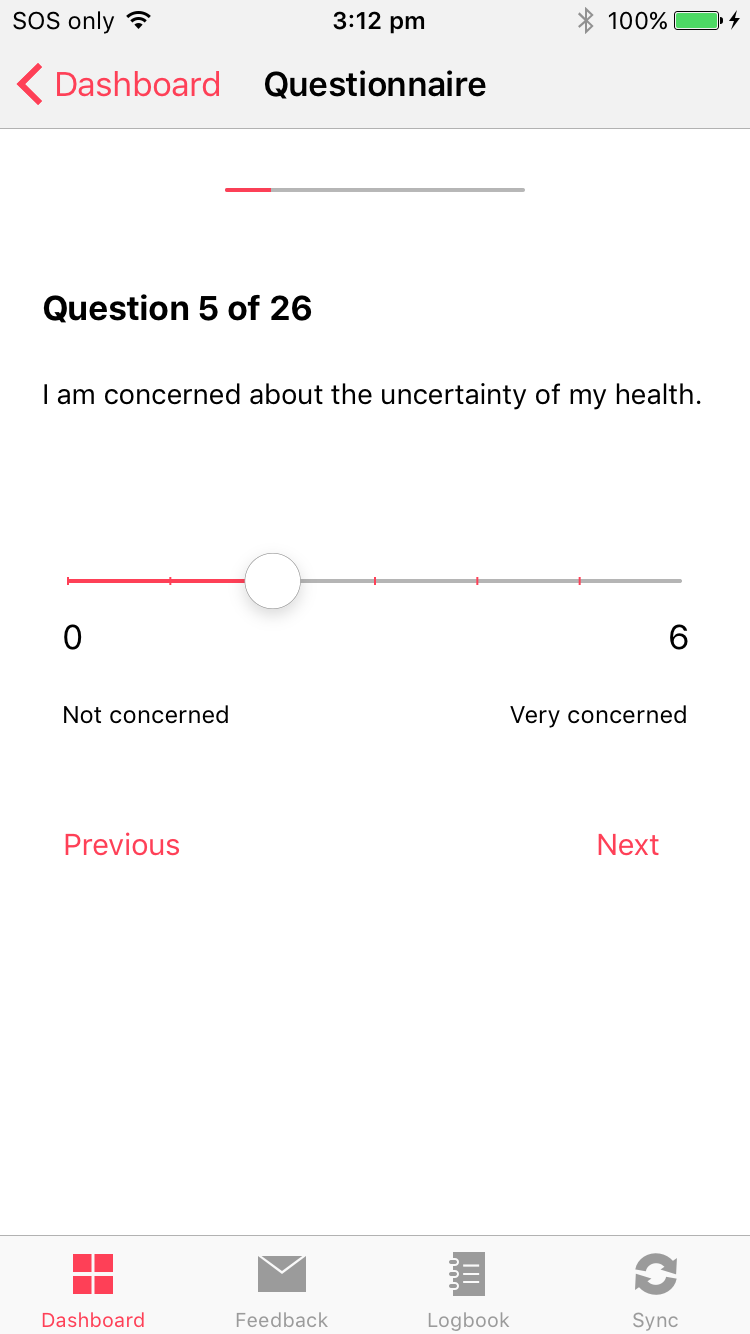 SOS only 3:12 pm 100%
Dashboard Questionnaire
Question 5 of 26
I am concerned about the uncertainty of my health.
0 6
Not concerned Very concerned
Previous Next
Dashboard Feedback Logbook Sync